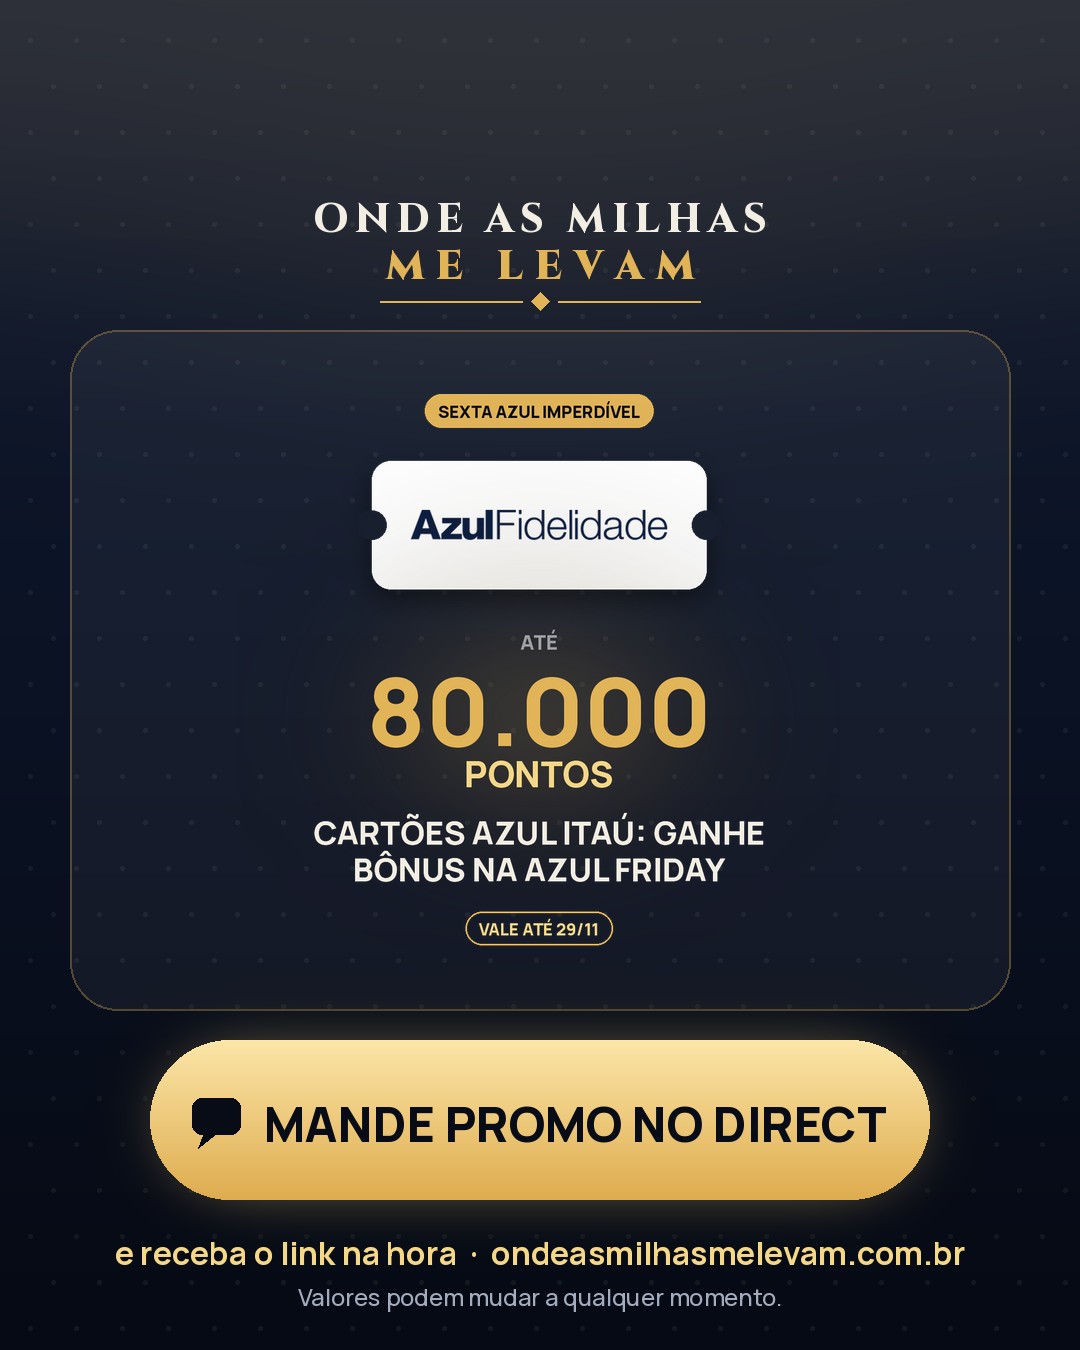 ONDE AS MILHAS
ME LEVAM
SEXTA AZUL IMPERDÍVEL
AzulFidelidade
ATÉ
80.000
PONTOS
CARTÕES AZUL ITAÚ: GANHE
BÔNUS NA AZUL FRIDAY
VALE ATÉ 29/11
MANDE PROMO NO DIRECT
e receba o link na hora · ondeasmilhasmelevam.com.br
Valores podem mudar a qualquer momento.